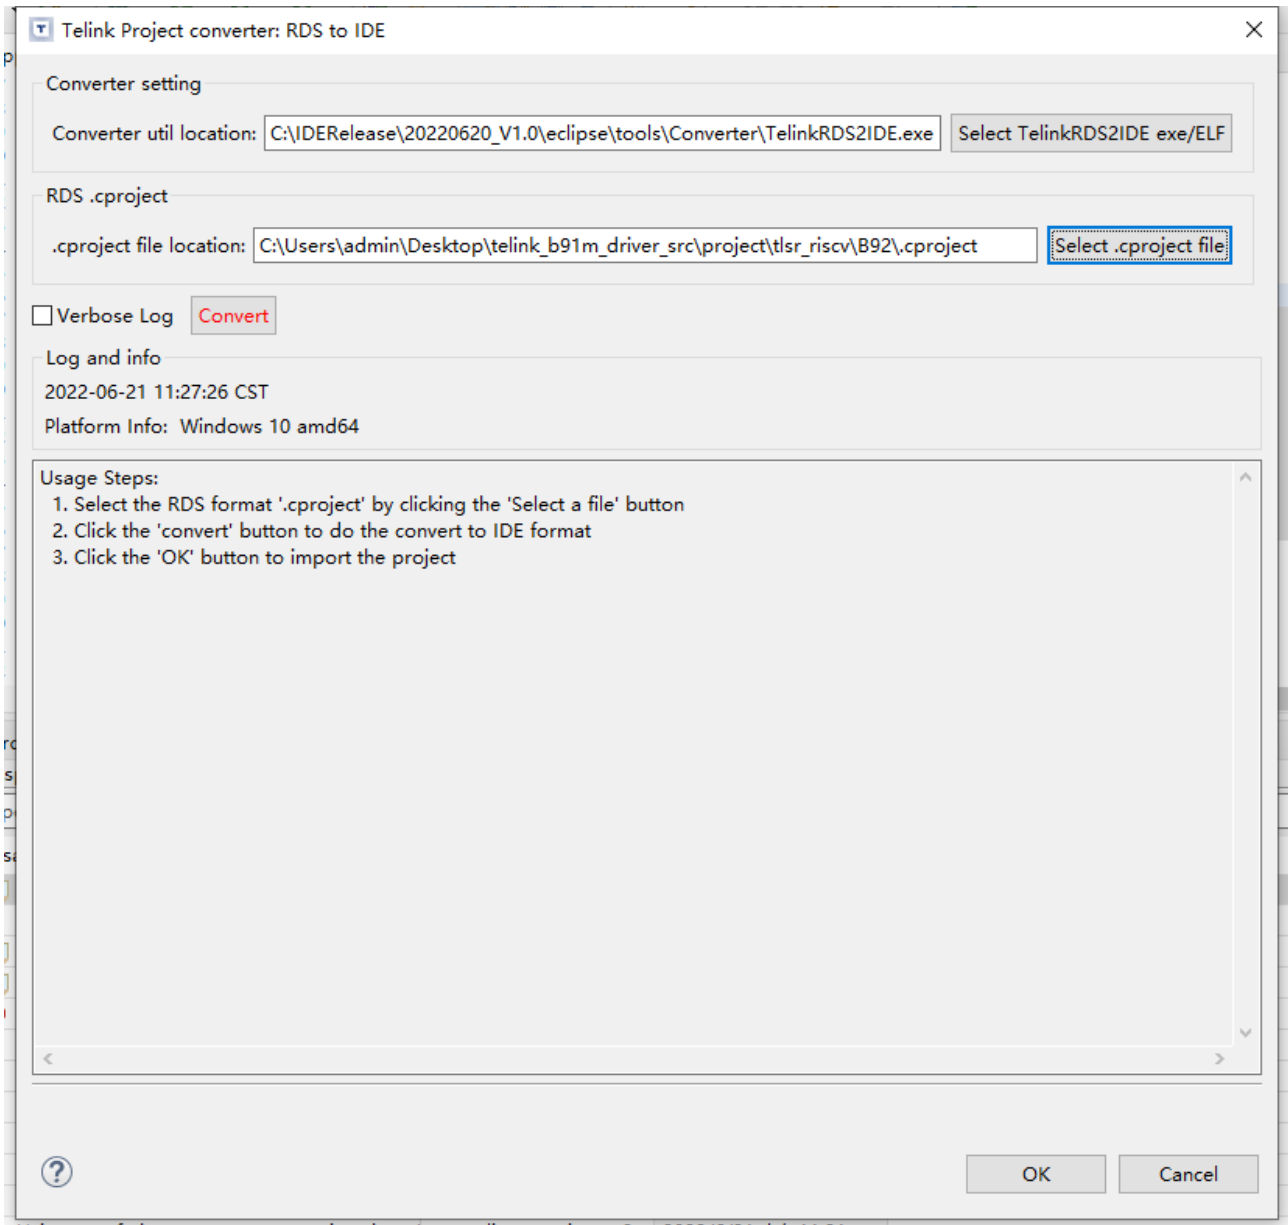 Telink Project converter: RDS to IDE
Converter setting
Converter util location: C:\IDERelease\20220620_V1.0\eclipse\tools\Converter\TelinkRDS2IDE.exe Select TelinkRDS2IDE exe/ELF
RDS .cproject
.cproject file location: C:\Users\admin\Desktop\telink_b91m_driver_src\project\tlsr_riscv\B92\.cproject Select .cproject file
Verbose Log Convert
Log and info
2022-06-21 11:27:26 CST
Platform Info: Windows 10 amd64
Usage Steps:
1. Select the RDS format '.cproject' by clicking the 'Select a file' button
2. Click the 'convert' button to do the convert to IDE format
3. Click the 'OK' button to import the project
OK Cancel